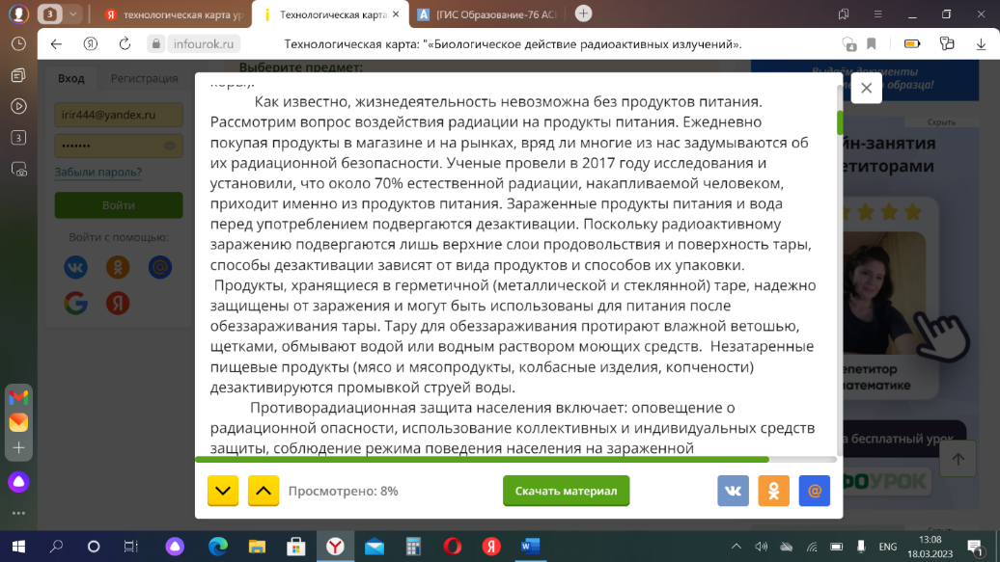 3
технологическая карта ур
Технологическая карта:
[ГИС Образование-76 АС
infourok.ru
Технологическая карта: "«Биологическое действие радиоактивных излучений».
4
Вход
Регистрация
irir444@yandex.ru
•••••••
Забыли пароль?
Войти
Войти с помощью:
3
Выберите предмет:
коры).
Как известно, жизнедеятельность невозможна без продуктов питания.
Рассмотрим вопрос воздействия радиации на продукты питания. Ежедневно
покупая продукты в магазине и на рынках, вряд ли многие из нас задумываются об
их радиационной безопасности. Ученые провели в 2017 году исследования и
установили, что около 70% естественной радиации, накапливаемой человеком,
приходит именно из продуктов питания. Зараженные продукты питания и вода
перед употреблением подвергаются дезактивации. Поскольку радиоактивному
заражению подвергаются лишь верхние слои продовольствия и поверхность тары,
способы дезактивации зависят от вида продуктов и способов их упаковки.
Продукты, хранящиеся в герметичной (металлической и стеклянной) таре, надежно
защищены от заражения и могут быть использованы для питания после
обеззараживания тары. Тару для обеззараживания протирают влажной ветошью,
щетками, обмывают водой или водным раствором моющих средств. Незатаренные
пищевые продукты (мясо и мясопродукты, колбасные изделия, копчености)
дезактивируются промывкой струей воды.
Противорадиационная защита населения включает: оповещение о
радиационной опасности, использование коллективных и индивидуальных средств
защиты, соблюдение режима поведения населения на зараженной
Просмотрено: 8%
Скачать материал
Выдаём документы
образца!
Скрыть
йн-занятия
етиторами
епетитор
атематике
а бесплатный урок
ФОУРОК
Скрыть
ENG
13:08
18.03.2023
1